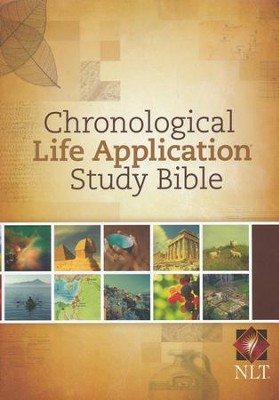 Chronological
Life Application®
Study Bible
NLT®